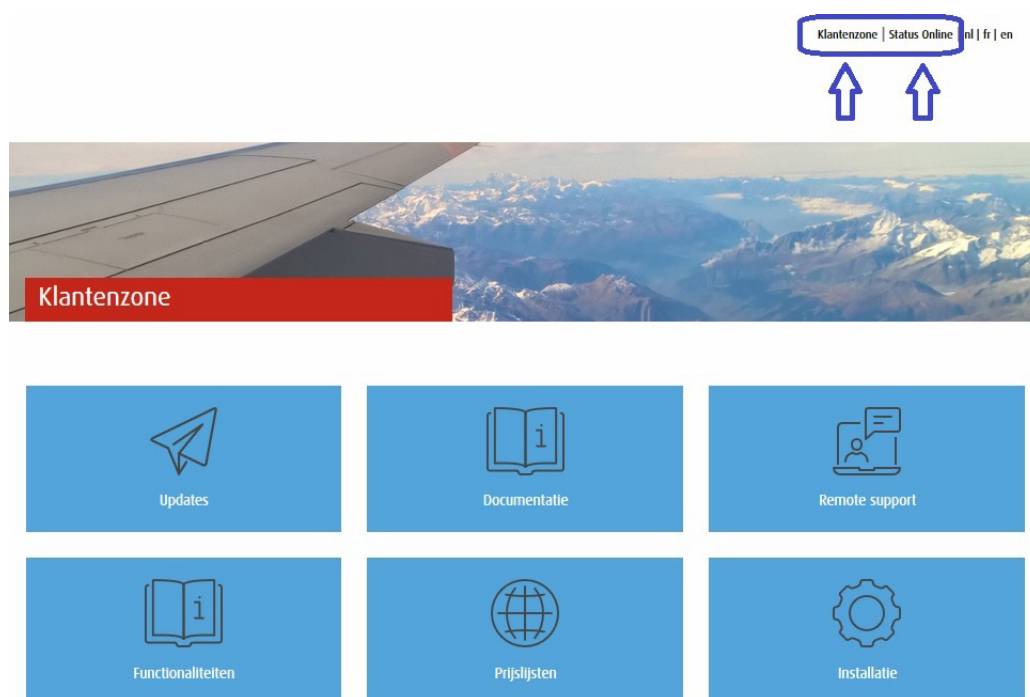 Klantenzone | Status Online | nl | fr | en
Klantenzone
Updates
Documentatie
Remote support
Functionaliteiten
Prijslijsten
Installatie